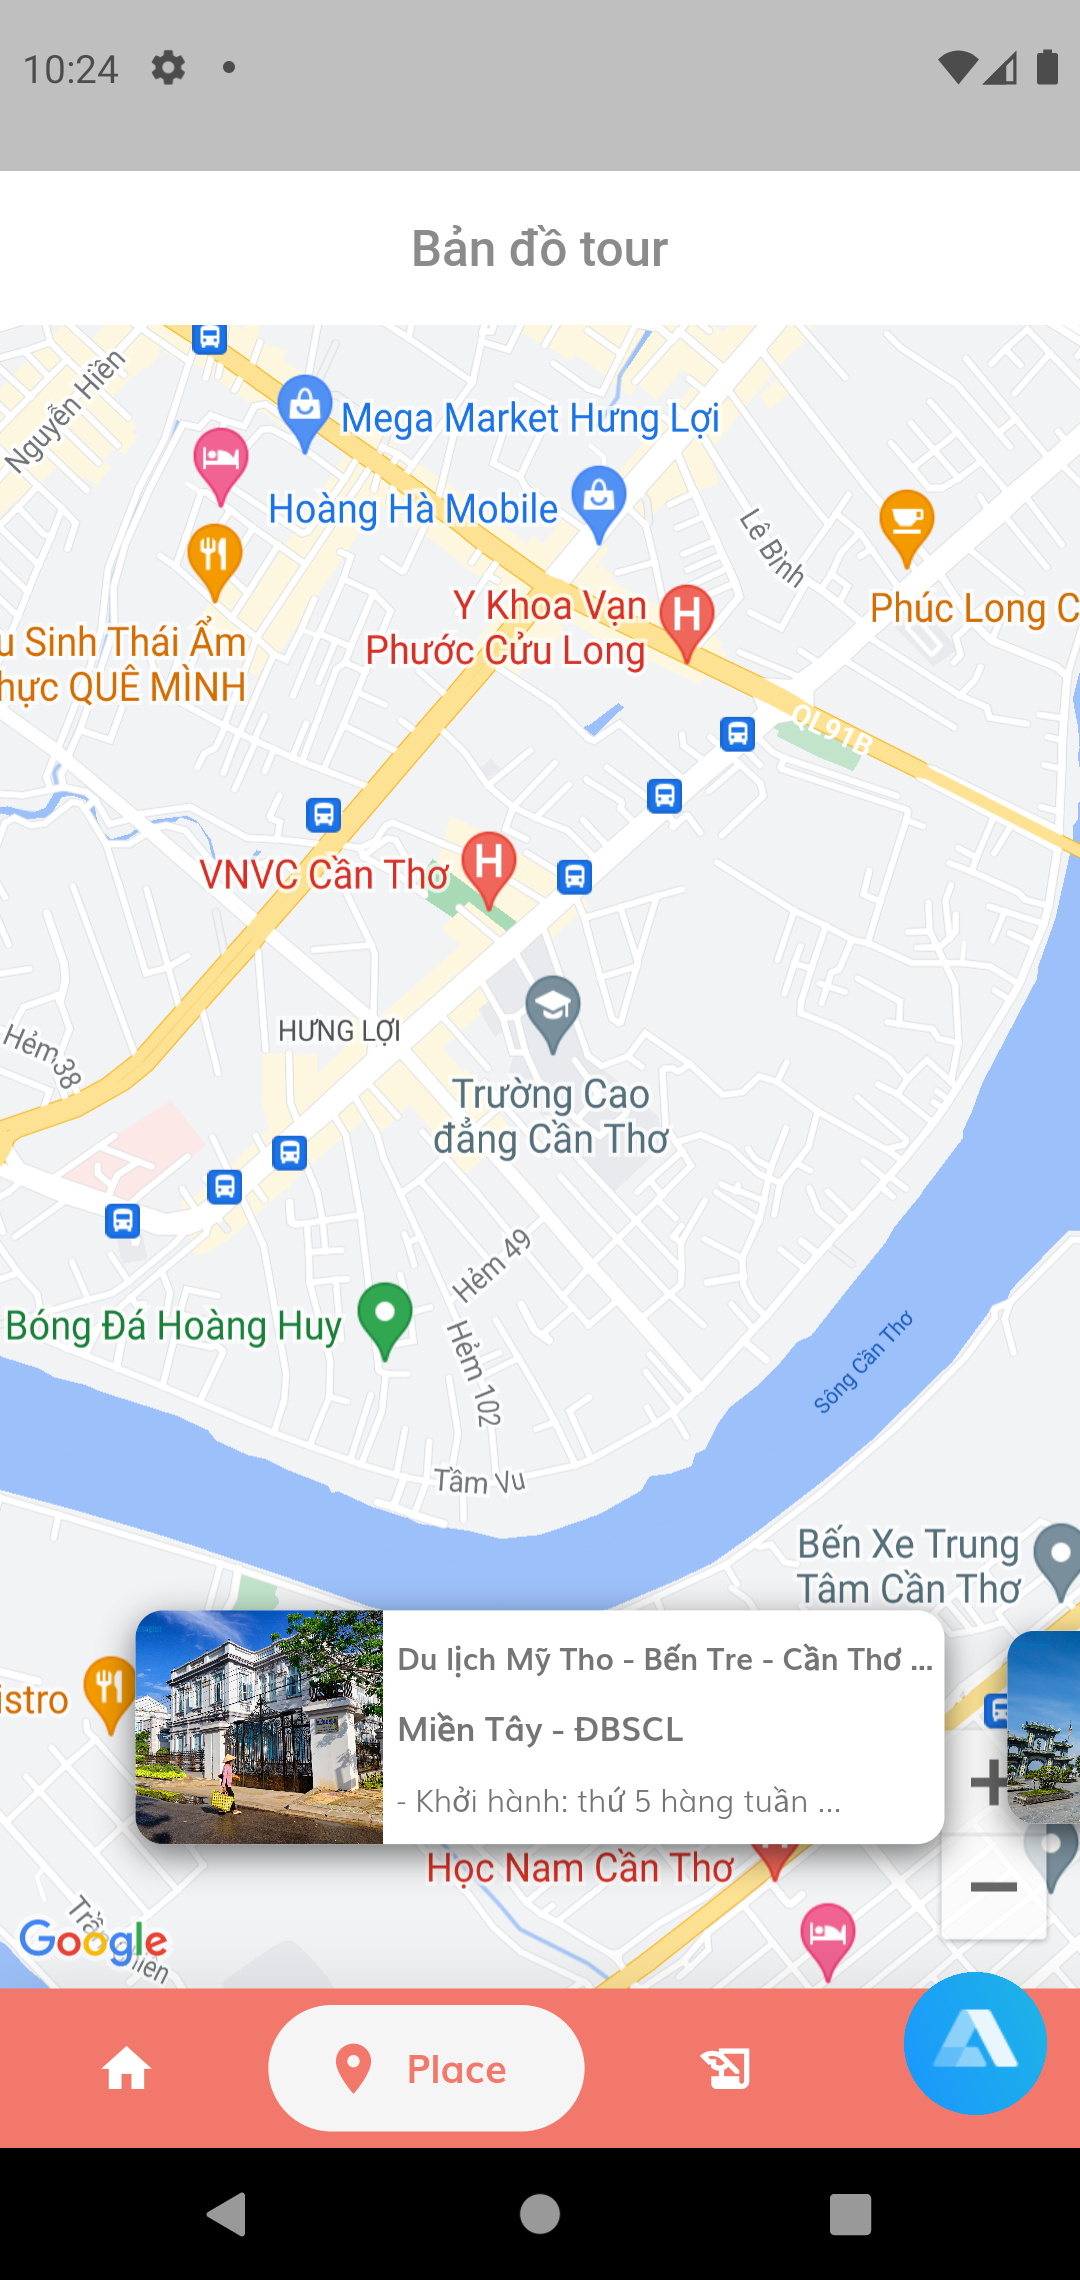 10:24
Bản đồ tour
Nguyễn Hiền
Mega Market Hưng Lợi
Hoàng Hà Mobile
Lê Bình
Y Khoa Vạn
Phước Cửu Long
Phúc Long C
u Sinh Thái Ẩm
hực QUÊ MÌNH
QL91B
VNVC Cần Thơ
HƯNG LỢI
Hẻm 38
Trường Cao
đẳng Cần Thơ
Hẻm 49
Bóng Đá Hoàng Huy
Hẻm 102
Sông Cần Thơ
Tầm Vu
Bến Xe Trung
Tâm Cần Thơ
istro
Du lịch Mỹ Tho - Bến Tre - Cần Thơ ...
Miền Tây - ĐBSCL
- Khởi hành: thứ 5 hàng tuần ...
+
Học Nam Cần Thơ
−
Google
Place